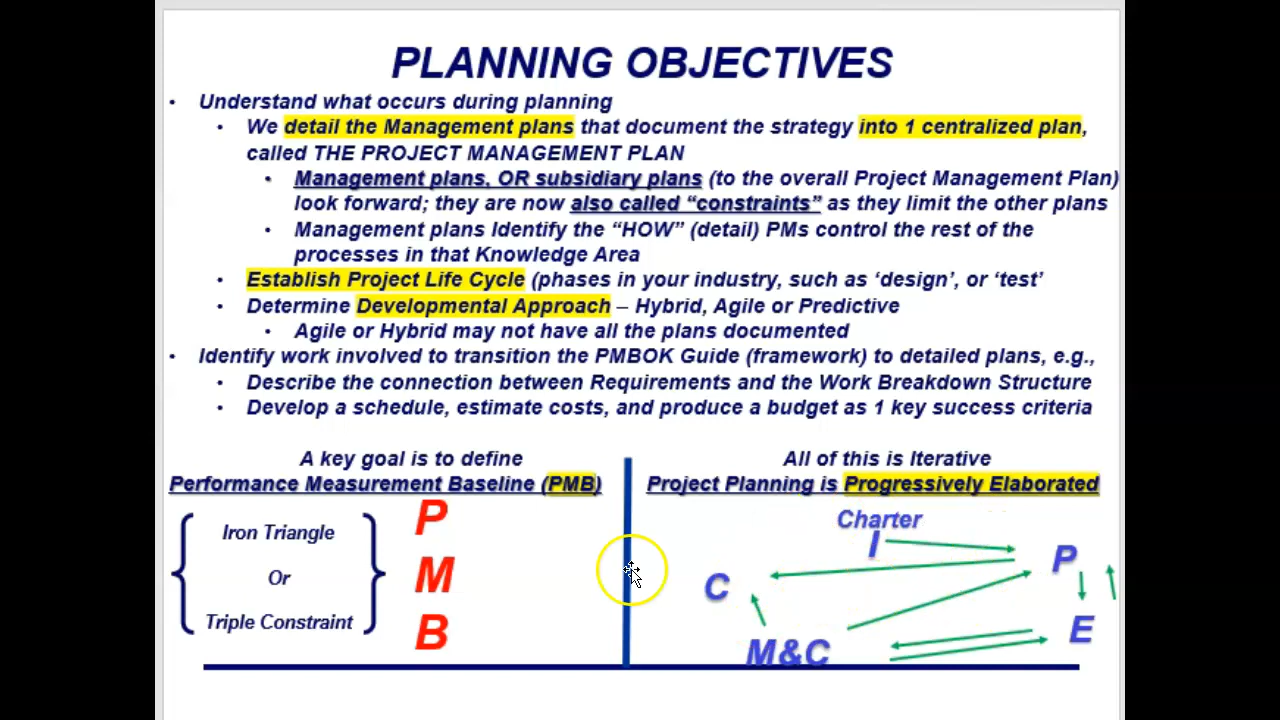 PLANNING OBJECTIVES
• Understand what occurs during planning
• We detail the Management plans that document the strategy into 1 centralized plan,
called THE PROJECT MANAGEMENT PLAN
• Management plans, OR subsidiary plans (to the overall Project Management Plan)
look forward; they are now also called “constraints” as they limit the other plans
• Management plans Identify the “HOW” (detail) PMs control the rest of the
processes in that Knowledge Area
• Establish Project Life Cycle (phases in your industry, such as ‘design’, or ‘test’
• Determine Developmental Approach – Hybrid, Agile or Predictive
• Agile or Hybrid may not have all the plans documented
• Identify work involved to transition the PMBOK Guide (framework) to detailed plans, e.g.,
• Describe the connection between Requirements and the Work Breakdown Structure
• Develop a schedule, estimate costs, and produce a budget as 1 key success criteria
A key goal is to define
Performance Measurement Baseline (PMB)
Iron Triangle
Or
Triple Constraint
P
M
B
All of this is Iterative
Project Planning is Progressively Elaborated
Charter
I
P
C
E
M&C